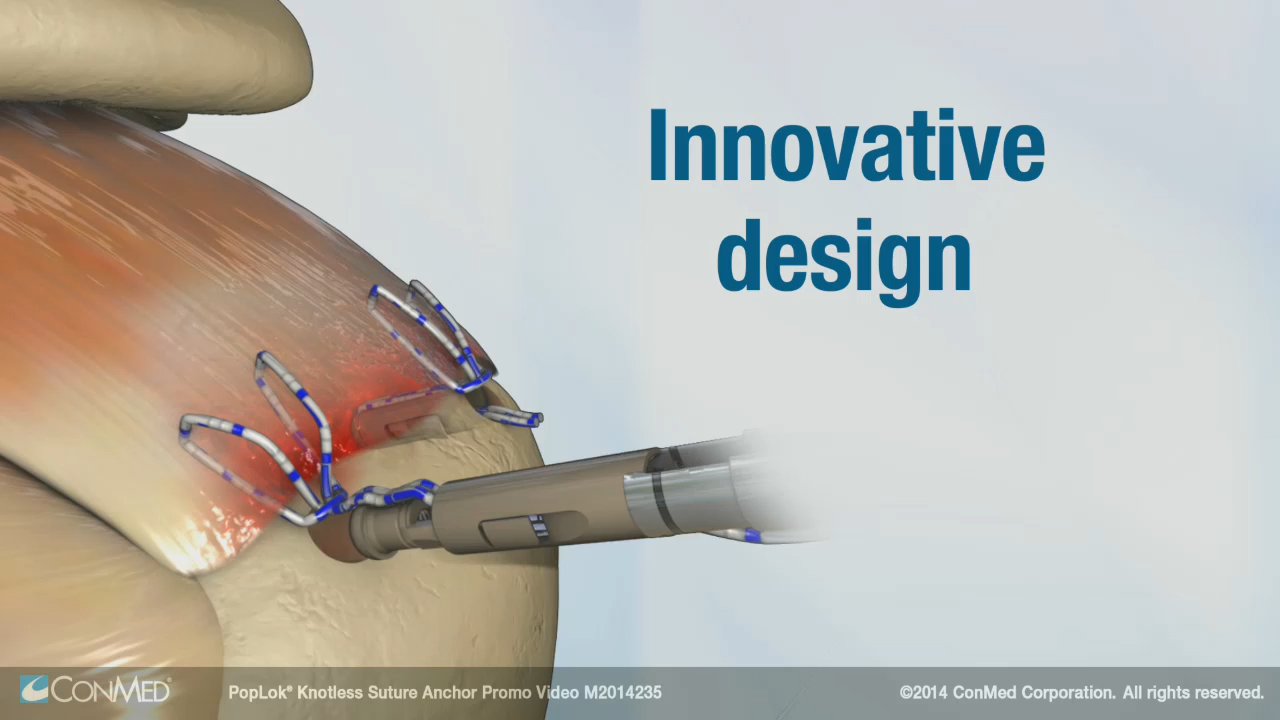 Innovative
design
CONMED®
PopLok® Knotless Suture Anchor Promo Video M2014235
©2014 ConMed Corporation. All rights reserved.